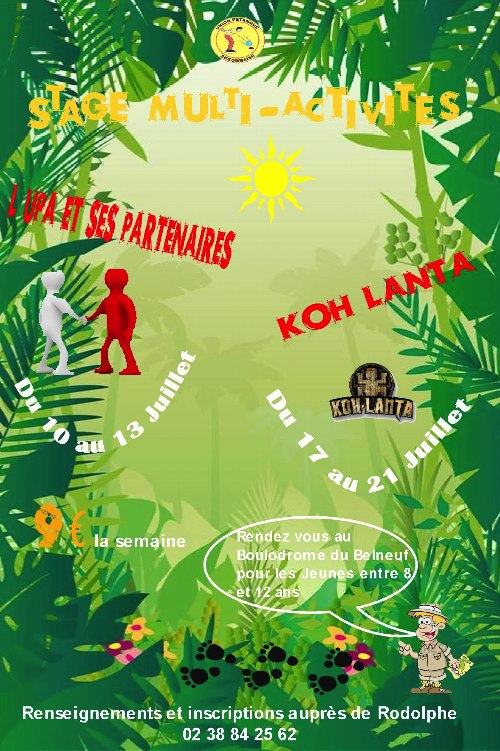 UNION PETANQUE
STAGE MULTI-ACTIVITES
L UPA ET SES PARTENAIRES
KOH LANTA
KOH-LANTA
Du 10 au 13 Juillet
Du 17 au 21 Juillet
9 € la semaine
Rendez vous au
Boulodrome du Belneuf
pour les Jeunes entre 8
et 12 ans
Renseignements et inscriptions auprès de Rodolphe
02 38 84 25 62